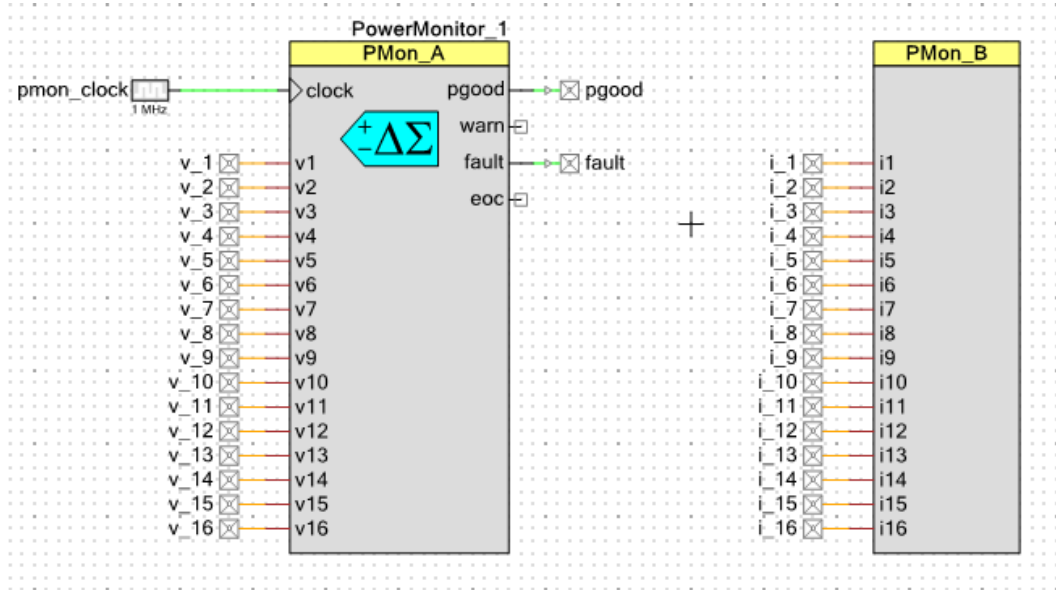 PowerMonitor_1
PMon_A
PMon_B
pmon_clock
1 MHz
clock
pgood
pgood
+
−ΔΣ
warn
fault
fault
eoc
v_1 v1
v_2 v2
v_3 v3
v_4 v4
v_5 v5
v_6 v6
v_7 v7
v_8 v8
v_9 v9
v_10 v10
v_11 v11
v_12 v12
v_13 v13
v_14 v14
v_15 v15
v_16 v16
i_1 i1
i_2 i2
i_3 i3
i_4 i4
i_5 i5
i_6 i6
i_7 i7
i_8 i8
i_9 i9
i_10 i10
i_11 i11
i_12 i12
i_13 i13
i_14 i14
i_15 i15
i_16 i16